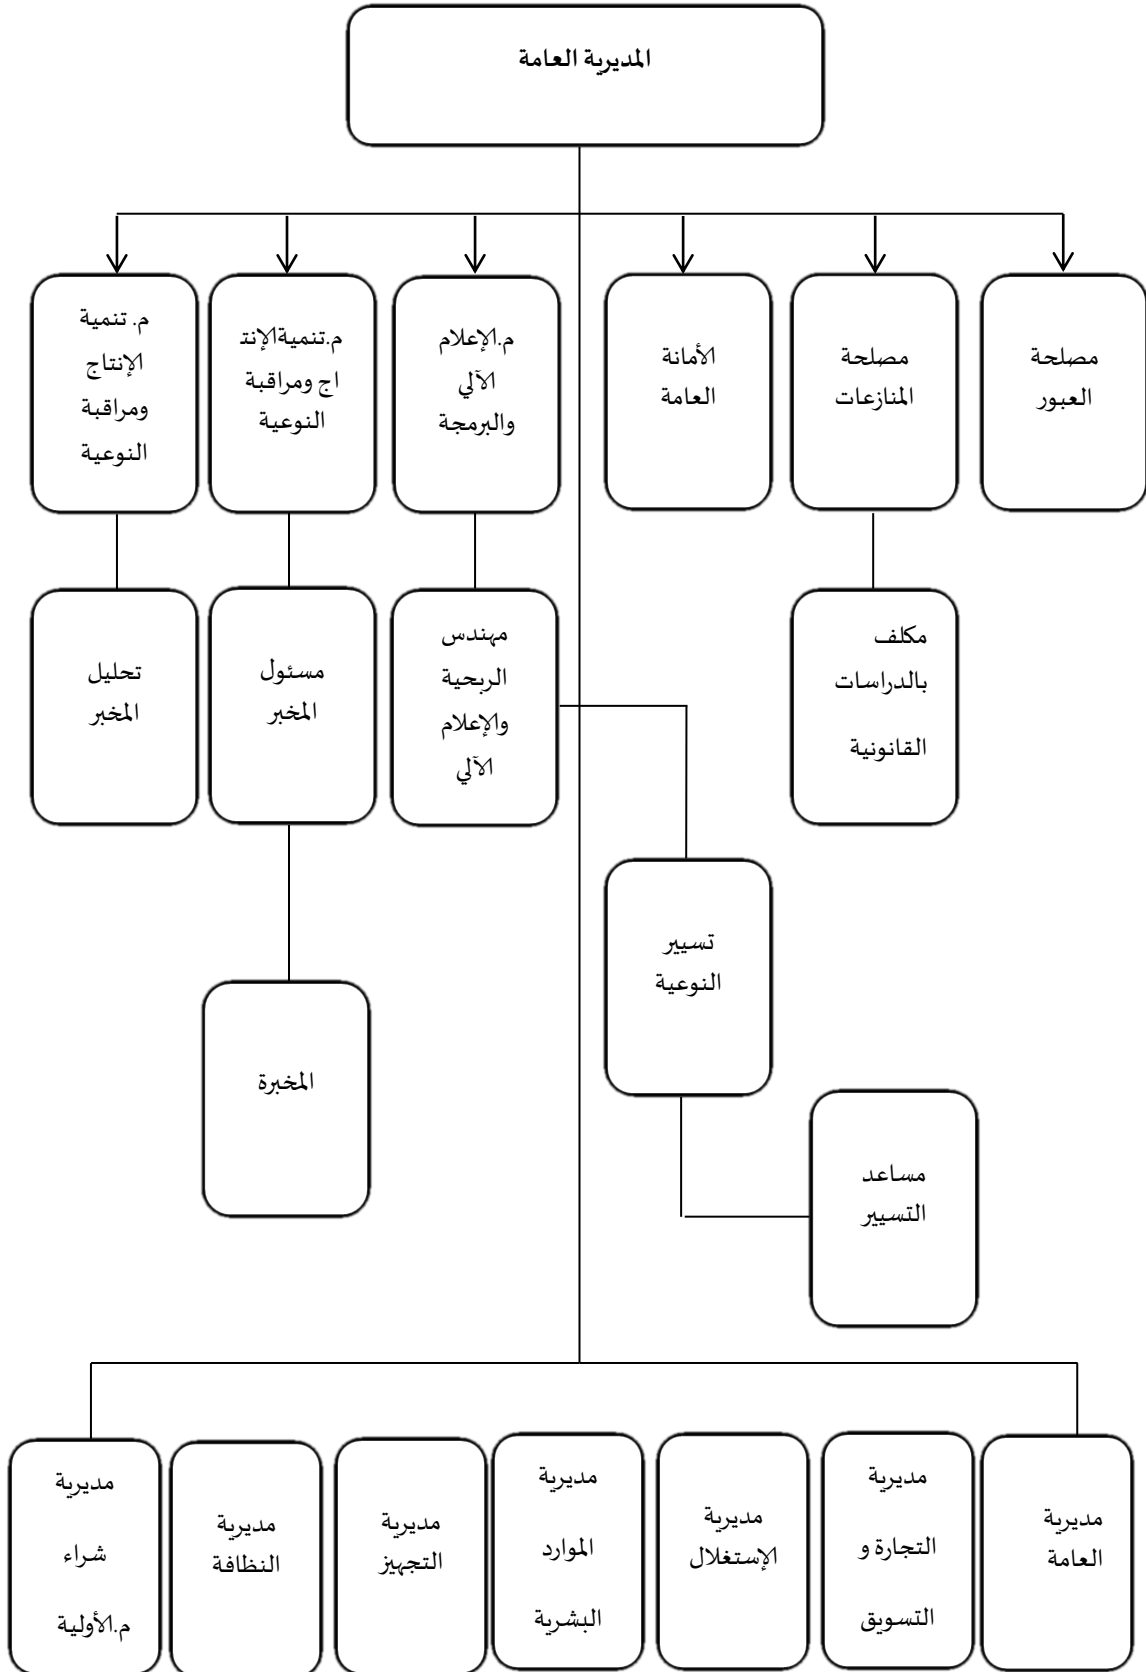 المديرية العامة
مصلحة
العبور
مصلحة
المنازعات
الأمانة
العامة
م.الإعلام
الآلي
والبرمجة
م.تنميةالإنت
اج ومراقبة
النوعية
م. تنمية
الإنتاج
ومراقبة
النوعية
مكلف
بالدراسات
القانونية
مهندس
الربحية
والإعلام
الآلي
مسئول
المخبر
تحليل
المخبر
تسيير
النوعية
المخبرة
مساعد
التسيير
مديرية
العامة
مديرية
التجارة و
التسويق
مديرية
الإستغلال
مديرية
الموارد
البشرية
مديرية
التجهيز
مديرية
النظافة
مديرية
شراء
م.الأولية